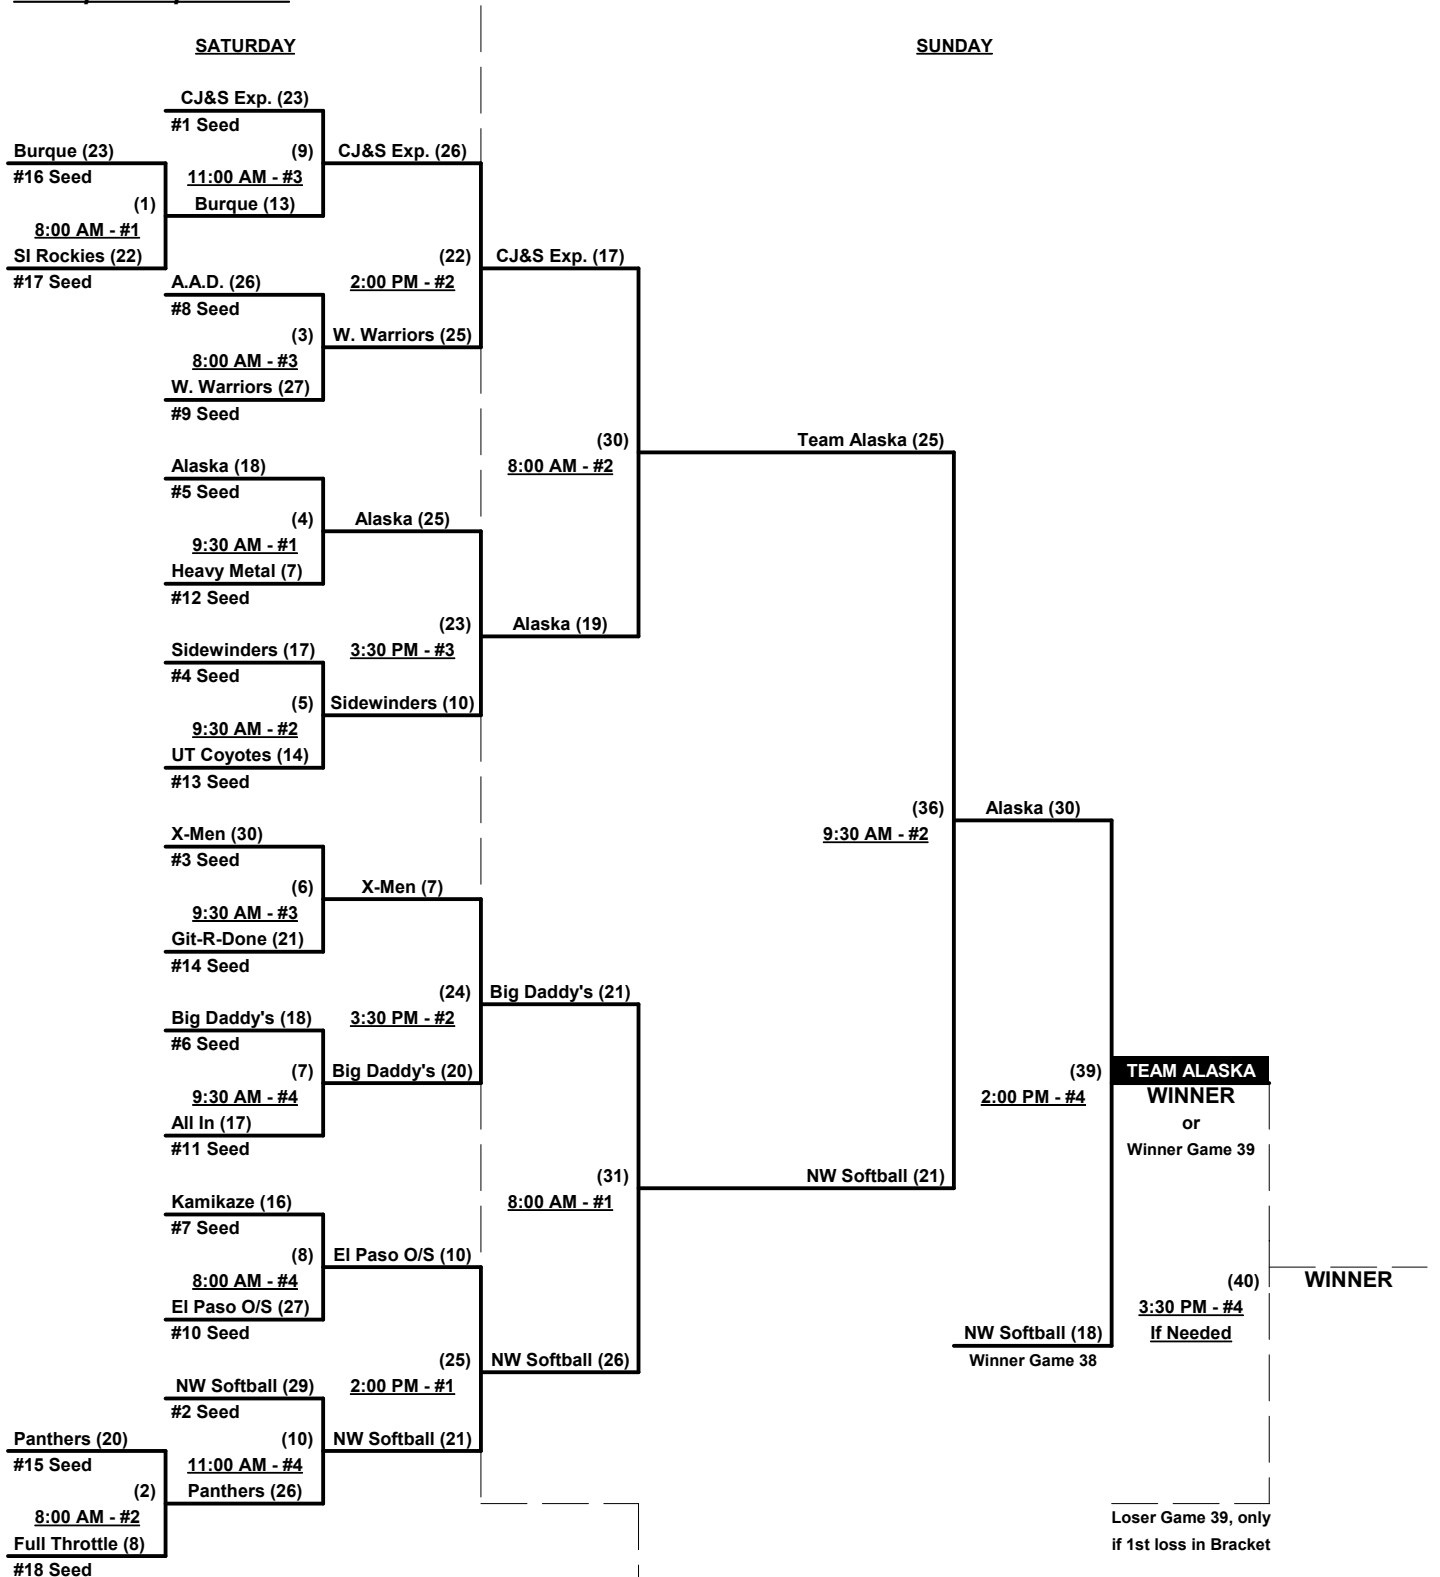 SATURDAY
SUNDAY
CJ&S Exp. (23)
#1 Seed
Burque (23)
(9)
CJ&S Exp. (26)
#16 Seed
11:00 AM - #3
(1)
Burque (13)
8:00 AM - #1
SI Rockies (22)
(22)
CJ&S Exp. (17)
#17 Seed
A.A.D. (26)
2:00 PM - #2
#8 Seed
(3)
W. Warriors (25)
8:00 AM - #3
W. Warriors (27)
#9 Seed
(30)
Team Alaska (25)
Alaska (18)
8:00 AM - #2
#5 Seed
(4)
Alaska (25)
9:30 AM - #1
Heavy Metal (7)
#12 Seed
(23)
Alaska (19)
Sidewinders (17)
3:30 PM - #3
#4 Seed
(5)
Sidewinders (10)
9:30 AM - #2
UT Coyotes (14)
#13 Seed
(36)
Alaska (30)
X-Men (30)
9:30 AM - #2
#3 Seed
(6)
X-Men (7)
9:30 AM - #3
Git-R-Done (21)
#14 Seed
(24)
Big Daddy's (21)
Big Daddy's (18)
3:30 PM - #2
#6 Seed
(7)
Big Daddy's (20)
(39)
TEAM ALASKA
9:30 AM - #4
2:00 PM - #4
WINNER
All In (17)
or
#11 Seed
Winner Game 39
(31)
NW Softball (21)
Kamikaze (16)
8:00 AM - #1
#7 Seed
(8)
El Paso O/S (10)
8:00 AM - #4
(40)
WINNER
El Paso O/S (27)
3:30 PM - #4
#10 Seed
NW Softball (18)
If Needed
(25)
NW Softball (26)
Winner Game 38
NW Softball (29)
2:00 PM - #1
#2 Seed
Panthers (20)
(10)
NW Softball (21)
#15 Seed
11:00 AM - #4
(2)
Panthers (26)
8:00 AM - #2
Loser Game 39, only
Full Throttle (8)
if 1st loss in Bracket
#18 Seed